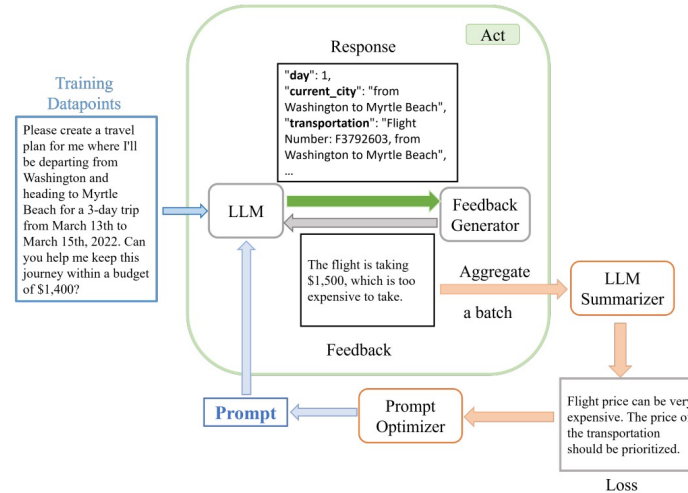 Act
Response
"day": 1,
"current_city": "from
Washington to Myrtle Beach",
"transportation": "Flight
Number: F3792603, from
Washington to Myrtle Beach",
…
Training
Datapoints
Please create a travel
plan for me where I'll
be departing from
Washington and
heading to Myrtle
Beach for a 3-day trip
from March 13th to
March 15th, 2022. Can
you help me keep this
journey within a budget
of $1,400?
LLM
Feedback
Generator
The flight is taking
$1,500, which is too
expensive to take.
Feedback
Aggregate
a batch
LLM
Summarizer
Flight price can be very
expensive. The price of
the transportation
should be prioritized.
Loss
Prompt
Optimizer
Prompt